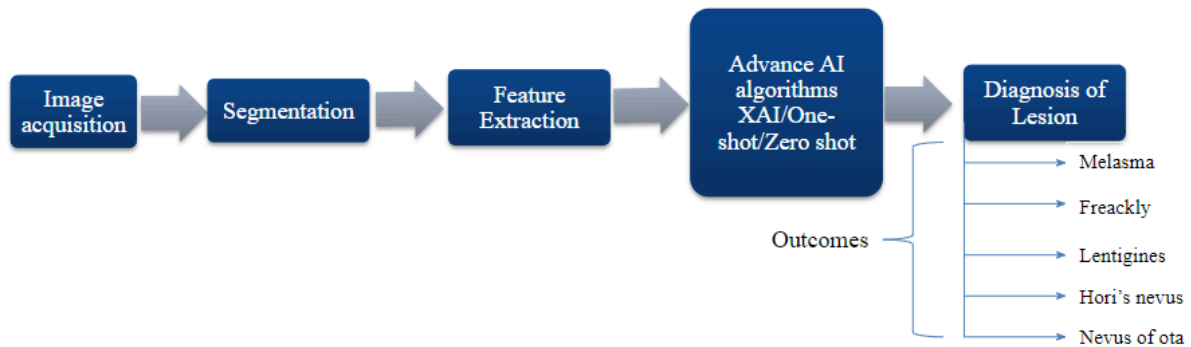 Image
acquisition
Segmentation
Feature
Extraction
Advance AI
algorithms
XAI/One-
shot/Zero shot
Diagnosis of
Lesion
Outcomes
Melasma
Freackly
Lentigines
Hori’s nevus
Nevus of ota